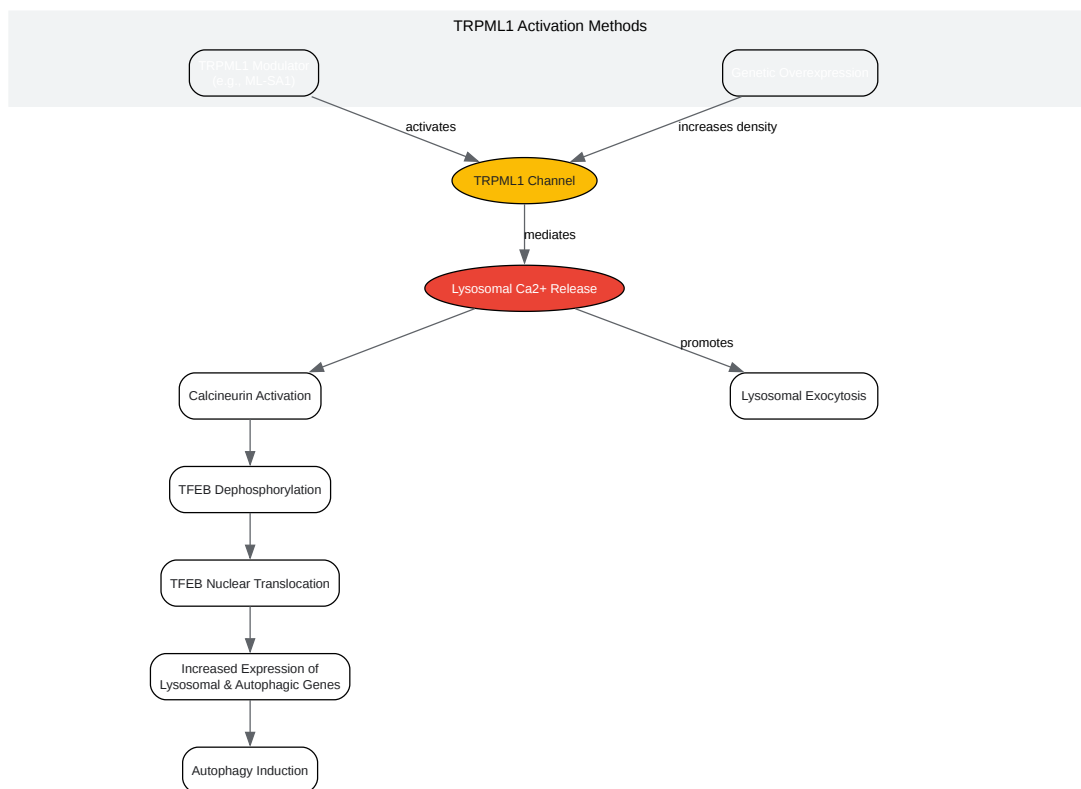 TRPML1 Activation Methods
TRPML1 Modulator
(e.g., ML-SA1)
Genetic Overexpression
activates
increases density
TRPML1 Channel
mediates
Lysosomal Ca2+ Release
promotes
Calcineurin Activation
Lysosomal Exocytosis
TFEB Dephosphorylation
TFEB Nuclear Translocation
Increased Expression of
Lysosomal & Autophagic Genes
Autophagy Induction